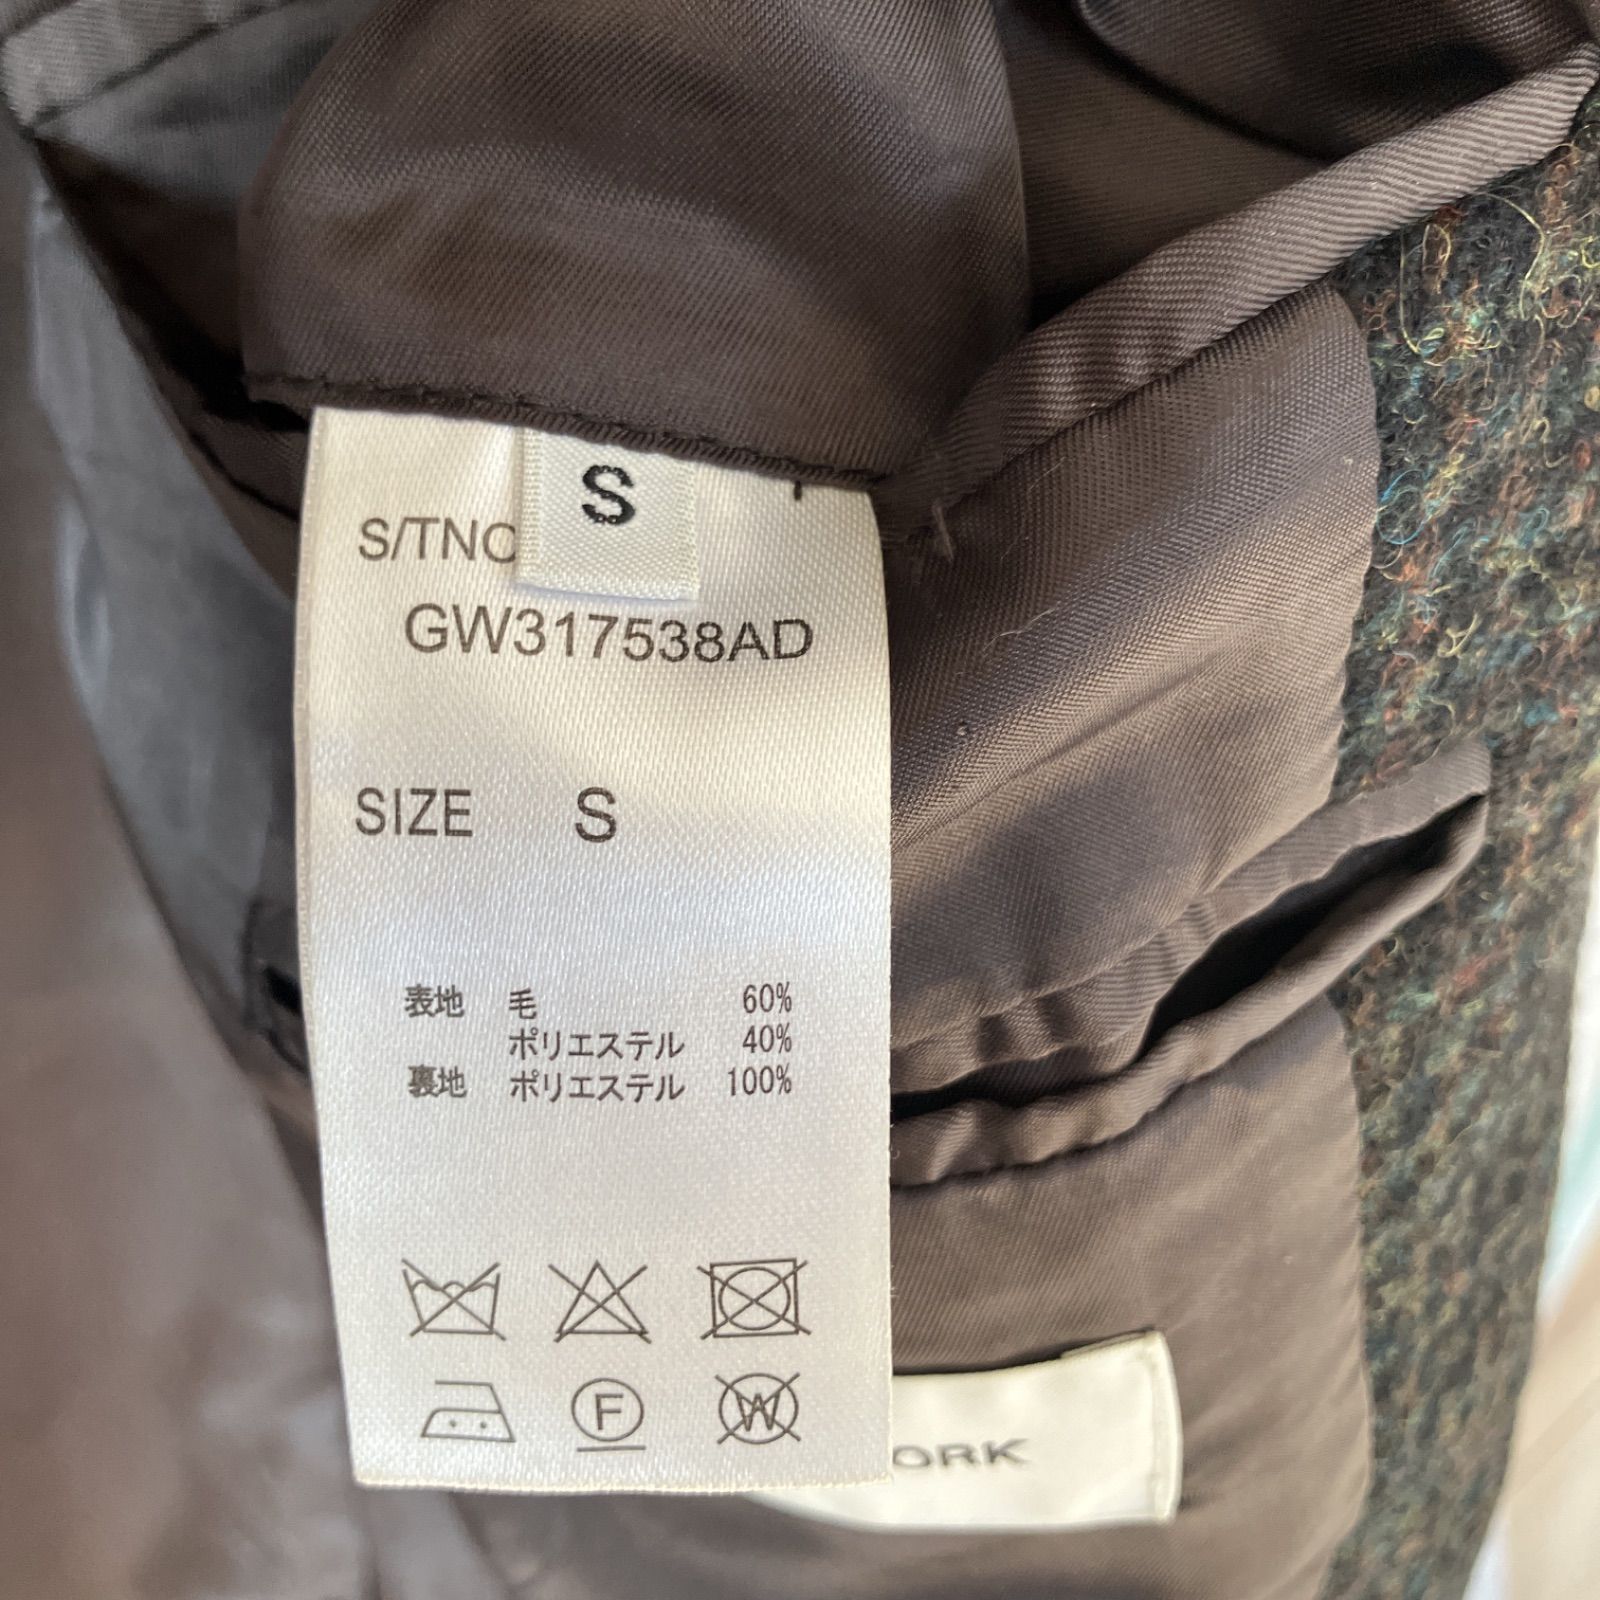 S
S/TNO
GW317538AD
SIZE S
表地 毛 60%
ポリエステル 40%
裏地 ポリエステル 100%
F
W
ORK